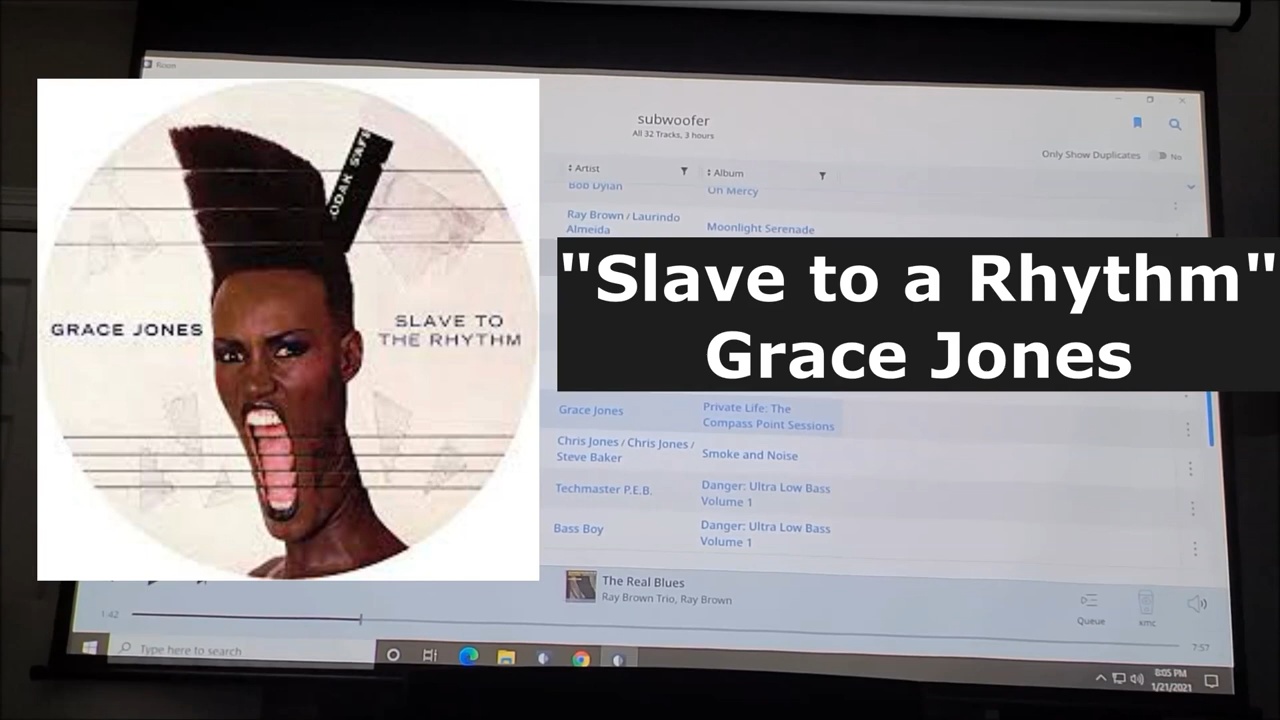 Roon
subwoofer
All 32 Tracks, 3 hours
Only Show Duplicates No
Artist Album
Bob Dylan Oh Mercy
Ray Brown / Laurindo
Almeida
Moonlight Serenade
ODAK SAFE
GRACE JONES
SLAVE TO
THE RHYTHM
"Slave to a Rhythm"
Grace Jones
Grace Jones
Private Life: The
Compass Point Sessions
Chris Jones / Chris Jones /
Steve Baker
Smoke and Noise
Techmaster P.E.B.
Danger: Ultra Low Bass
Volume 1
Bass Boy
Danger: Ultra Low Bass
Volume 1
The Real Blues
Ray Brown Trio, Ray Brown
1:42
Queue
KMC
7:57
Type here to search
8:05 PM
1/21/2021